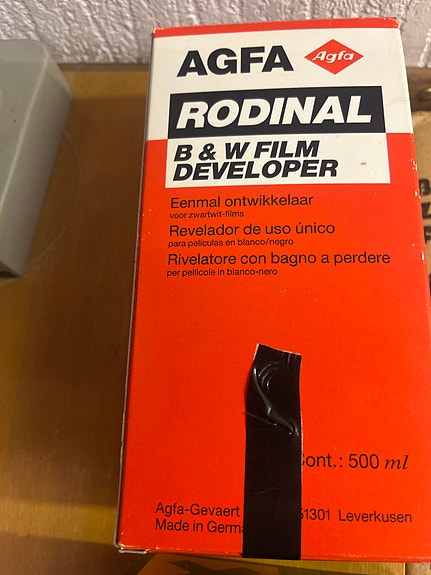 AGFA Agfa
RODINAL
B & W FILM
DEVELOPER
Eenmal ontwikkelaar
voor zwartwit-films
Revelador de uso único
para películas en blanco/negro
Rivelatore con bagno a perdere
per pellicole in bianco-nero
Cont.: 500 ml
Agfa-Gevaert 51301 Leverkusen
Made in Germa